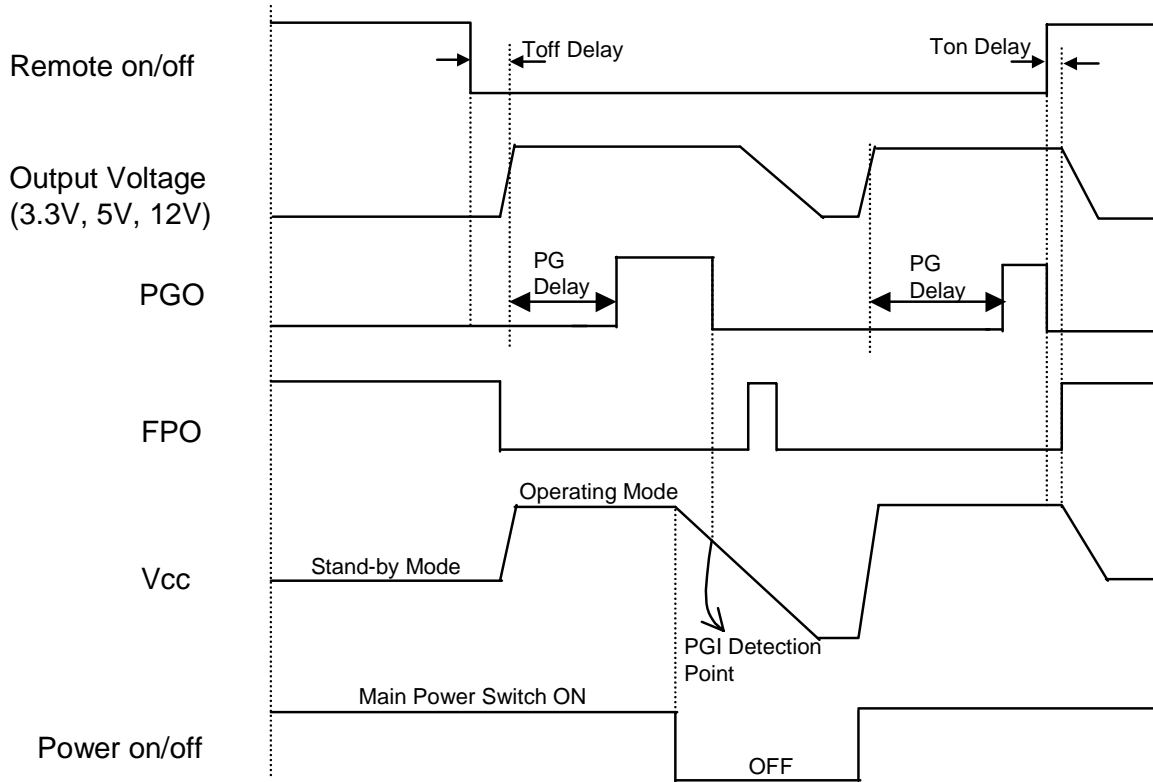 Toff Delay
Ton Delay
Remote on/off
Output Voltage
(3.3V, 5V, 12V)
PG
Delay
PG
Delay
PGO
FPO
Operating Mode
Stand-by Mode
Vcc
PGI Detection
Point
Main Power Switch ON
Power on/off
OFF